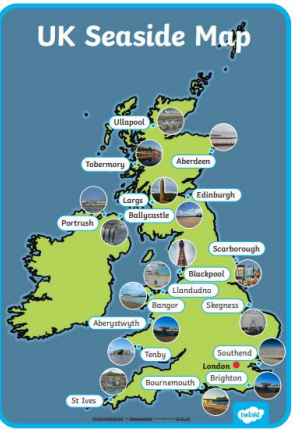 UK Seaside Map
Ullapool
Tobermory
Aberdeen
Largs
Edinburgh
Ballycastle
Portrush
Scarborough
Blackpool
Llandudno
Bangor
Skegness
Aberystwyth
Tenby
Southend
London
Bournemouth
Brighton
St Ives
twinkl